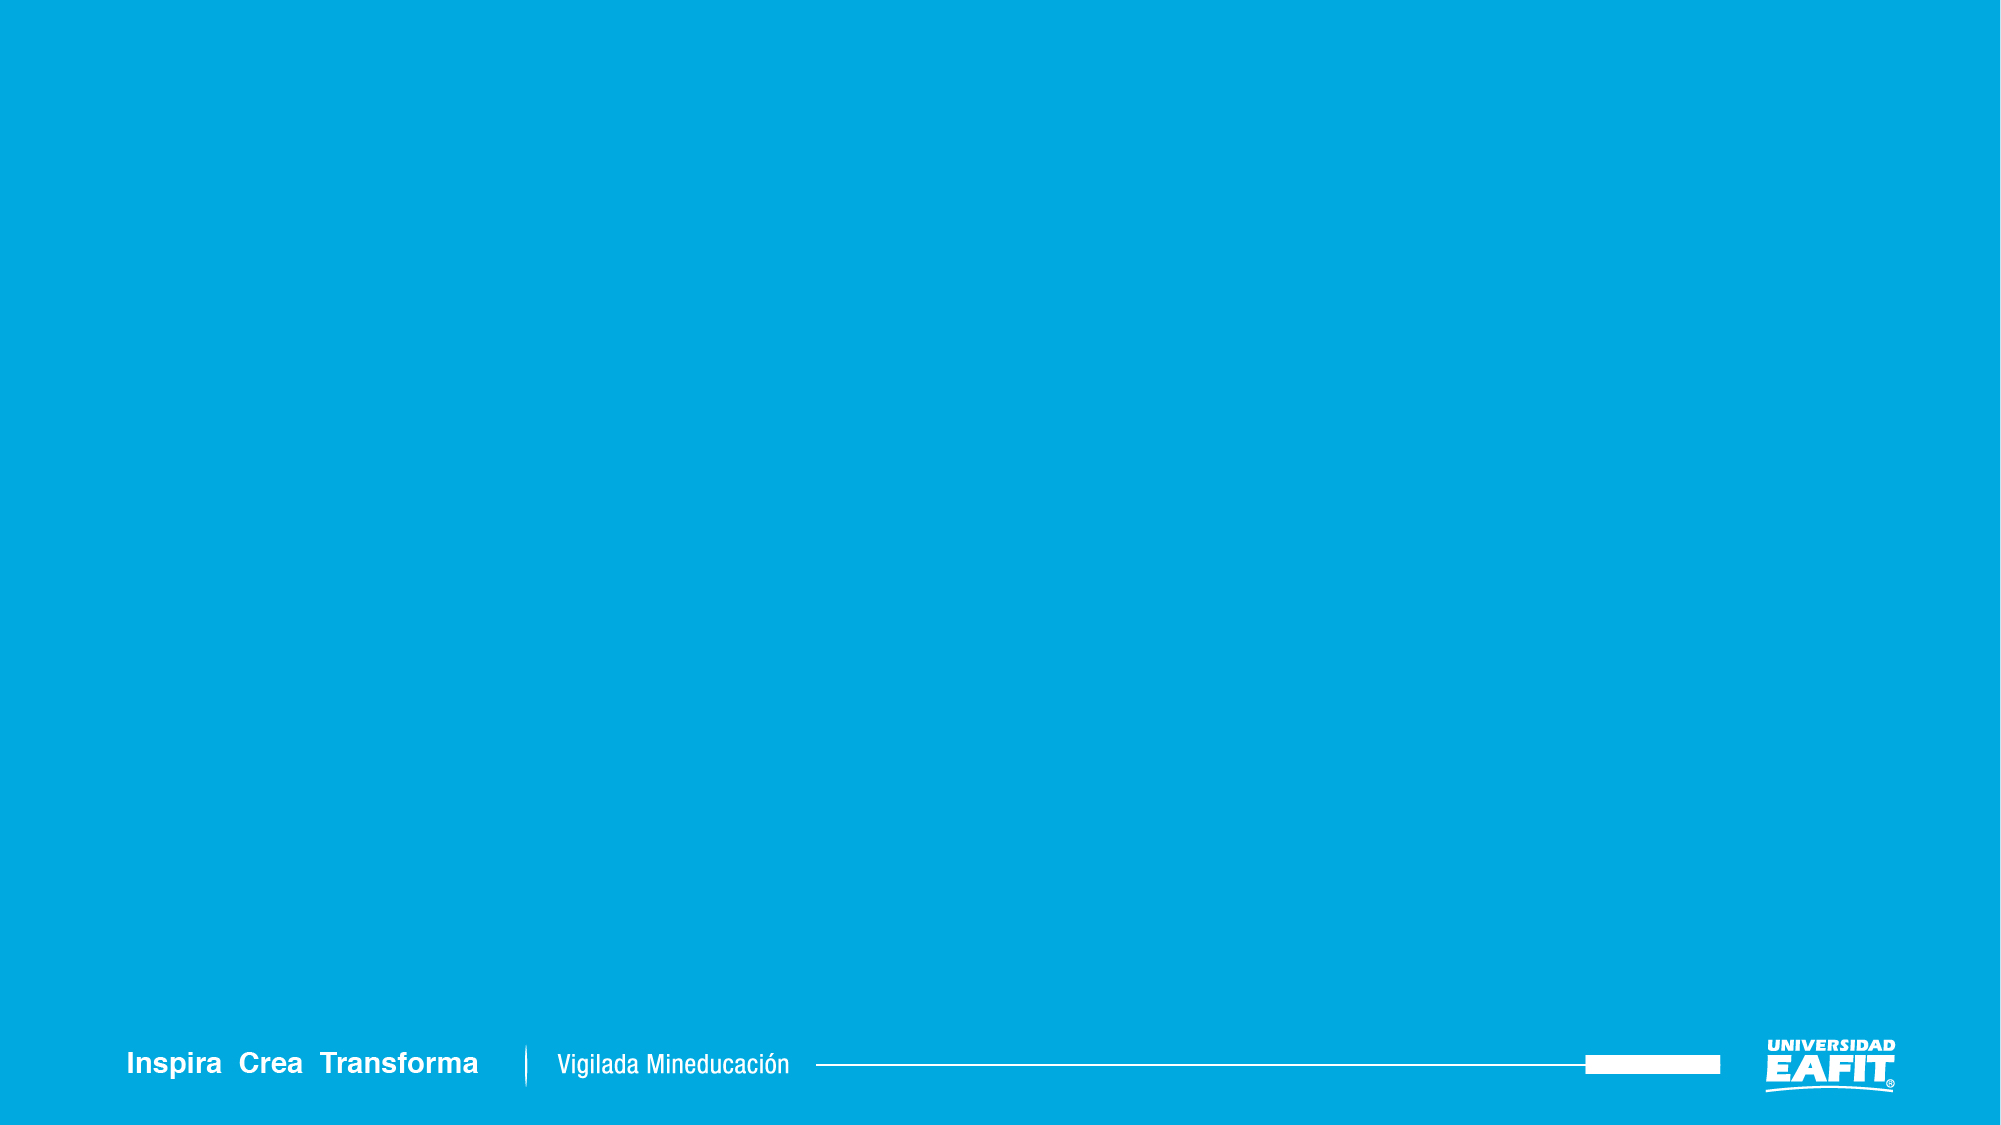 Inspira Crea Transforma
Vigilada Mineducación
UNIVERSIDAD
EAFIT®